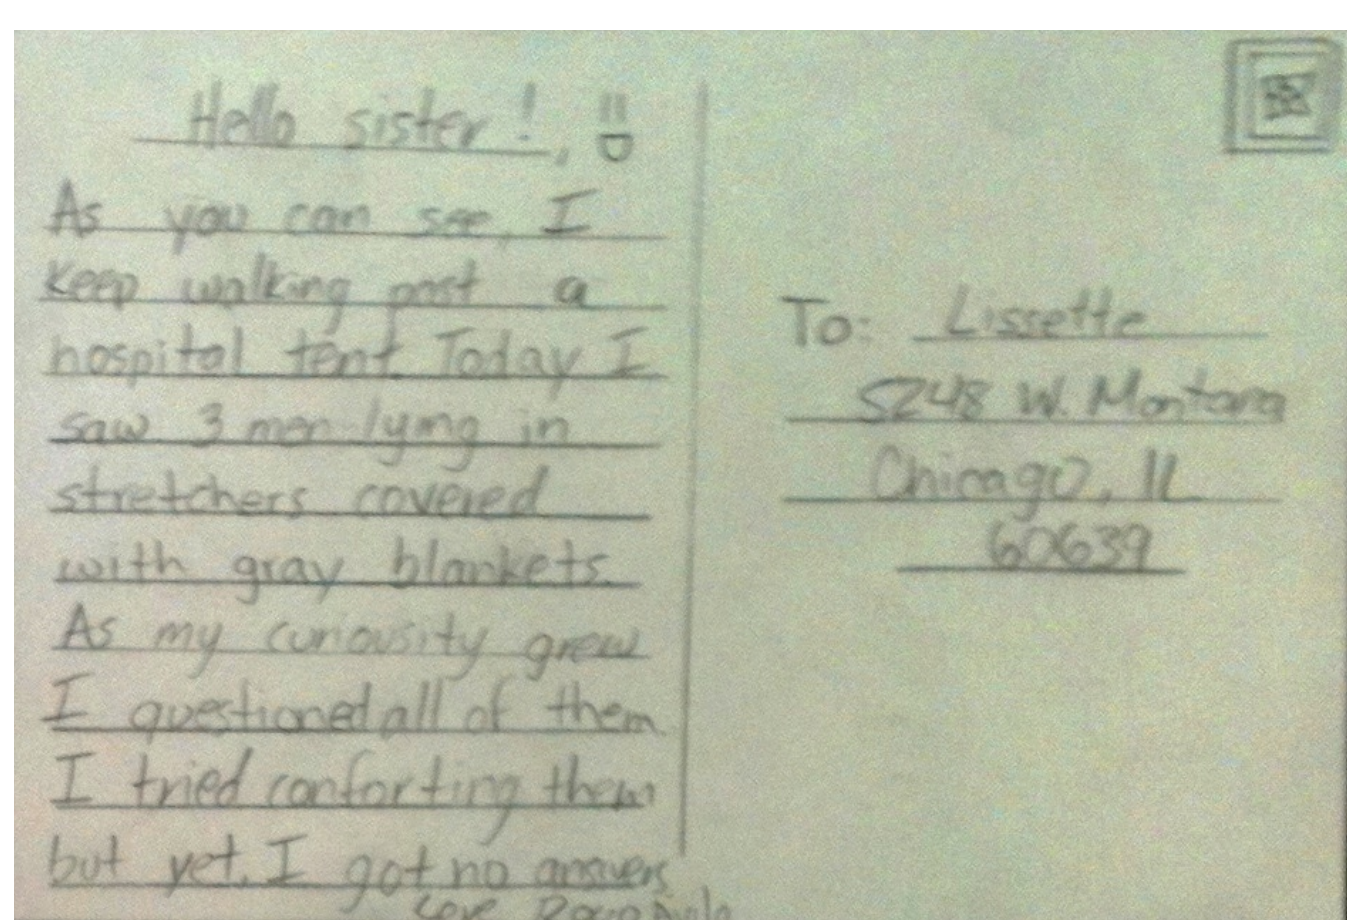 Hello sister!, =D
As you can see, I
keep walking past a
hospital tent. Today I
saw 3 men lying in
stretchers covered
with gray blankets.
As my curiousity grew
I questioned all of them.
I tried conforting them
but yet, I got no answers
Love
To: Lissette
5248 W. Montana
Chicago, IL
60639